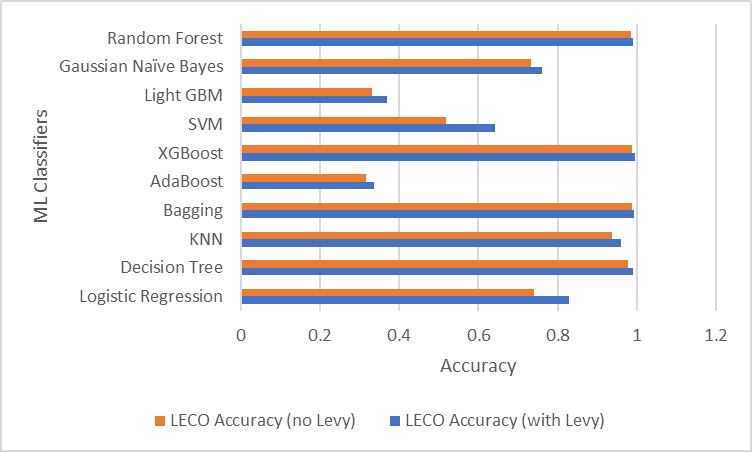 Random Forest
Gaussian Naïve Bayes
Light GBM
SVM
XGBoost
AdaBoost
Bagging
KNN
Decision Tree
Logistic Regression
ML Classifiers
0 0.2 0.4 0.6 0.8 1 1.2
Accuracy
LECO Accuracy (no Levy) LECO Accuracy (with Levy)